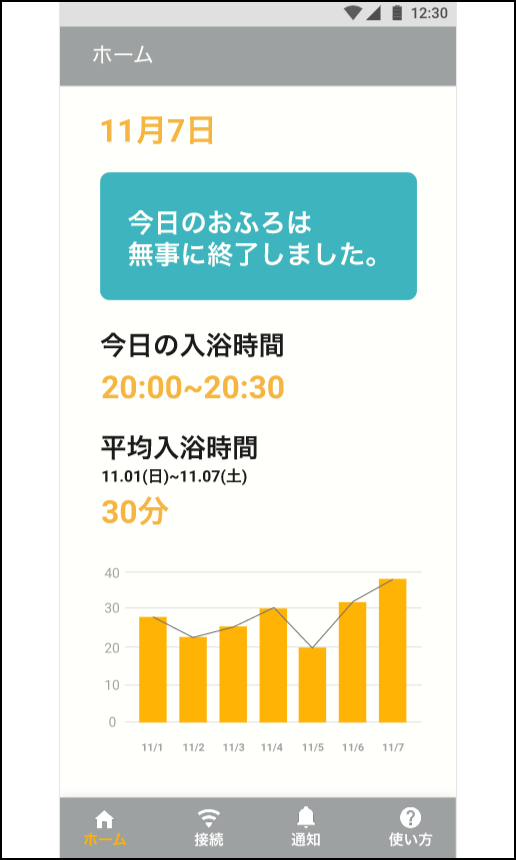 12:30
ホーム
11月7日
今日のおふろは
無事に終了しました。
今日の入浴時間
20:00~20:30
平均入浴時間
11.01(日)~11.07(土)
30分
40
30
20
10
0
11/1 11/2 11/3 11/4 11/5 11/6 11/7
ホーム 接続 通知 使い方